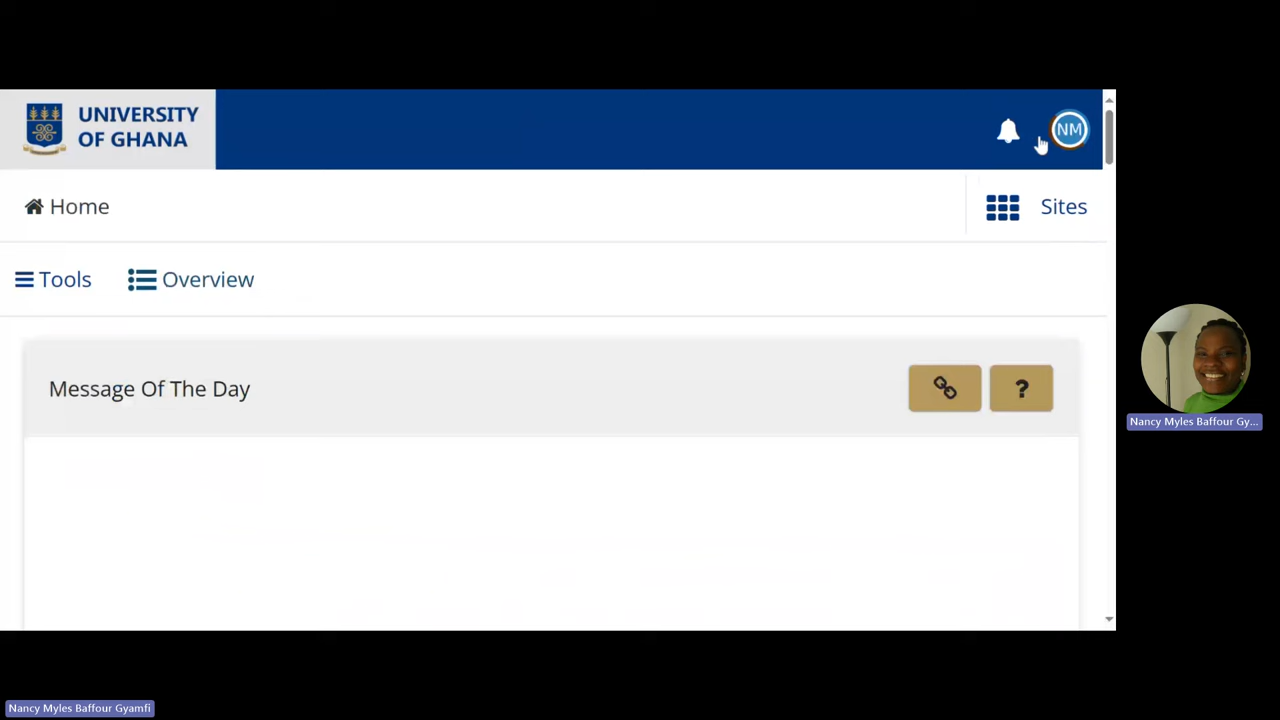 UNIVERSITY
OF GHANA
NM
Home
Sites
Tools
Overview
Message Of The Day
?
Nancy Myles Baffour Gy...
Nancy Myles Baffour Gyamfi